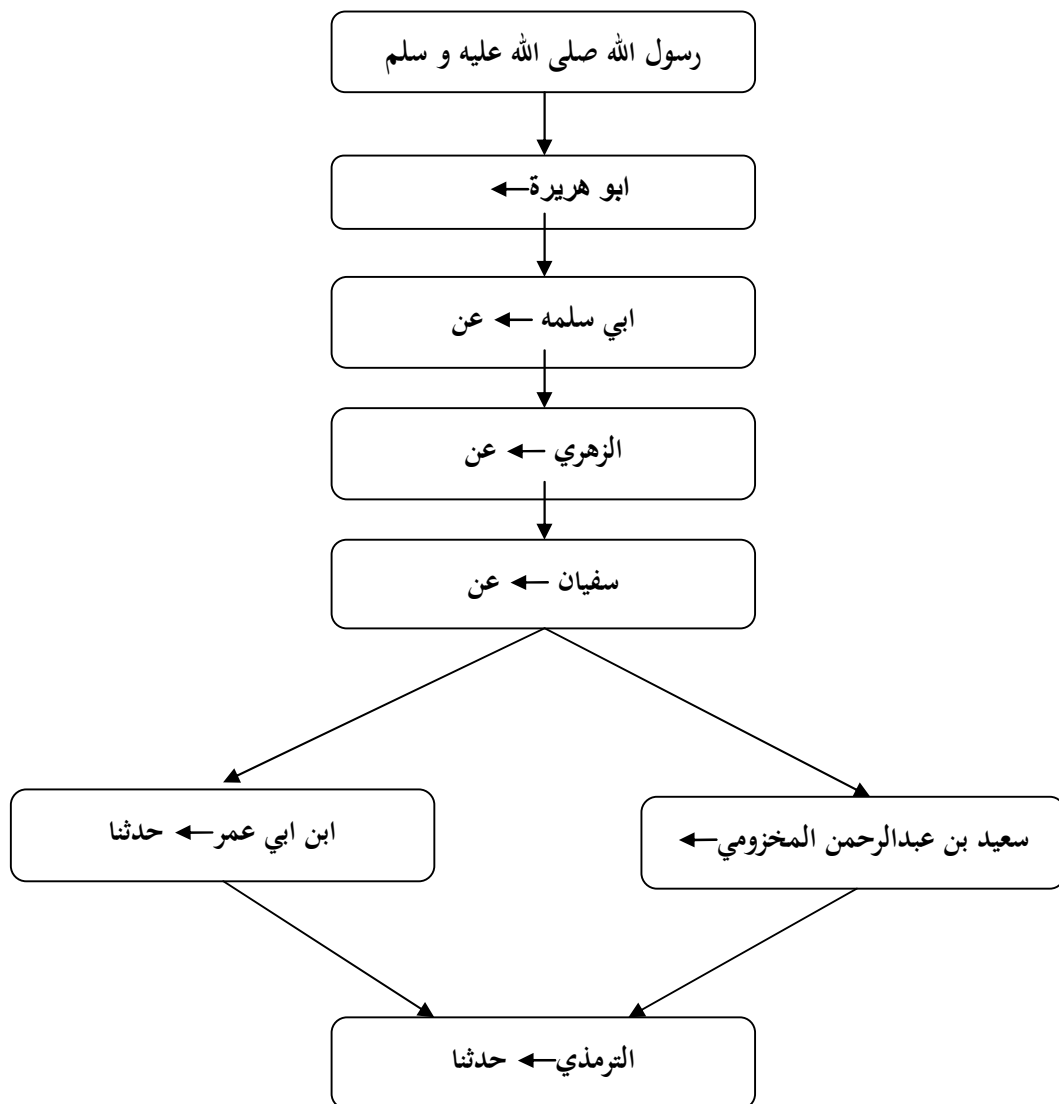 رسول الله صلى الله عليه و سلم
ابو هريرة←
ابي سلمه ← عن
الزهري ← عن
سفيان ← عن
سعيد بن عبدالرحمن المخزومي←
ابن ابي عمر← حدثنا
الترمذي← حدثنا